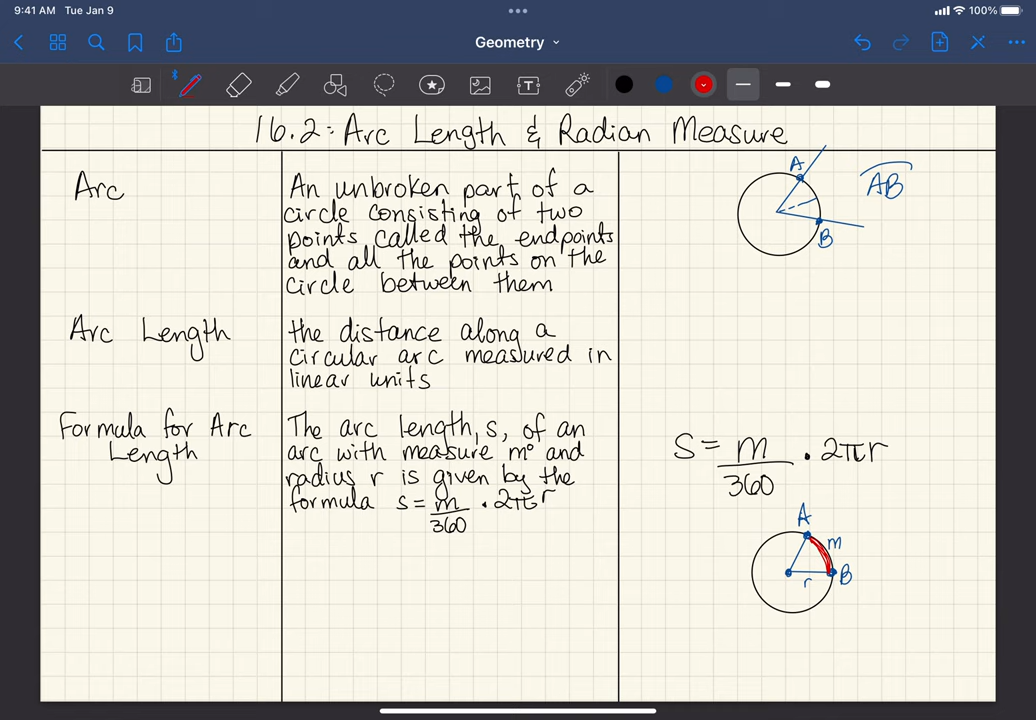 9:41 AM Tue Jan 9
100%
Geometry
16.2: Arc Length & Radian Measure
Arc
An unbroken part of a
circle consisting of two
points called the endpoints
and all the points on the
circle between them
A
B
AB
Arc Length
the distance along a
circular arc measured in
linear units
Formula for Arc
Length
The arc length, s, of an
arc with measure m° and
radius r is given by the
formula s = m/360 · 2πr
S = m/360 · 2πr
A
m
B
r